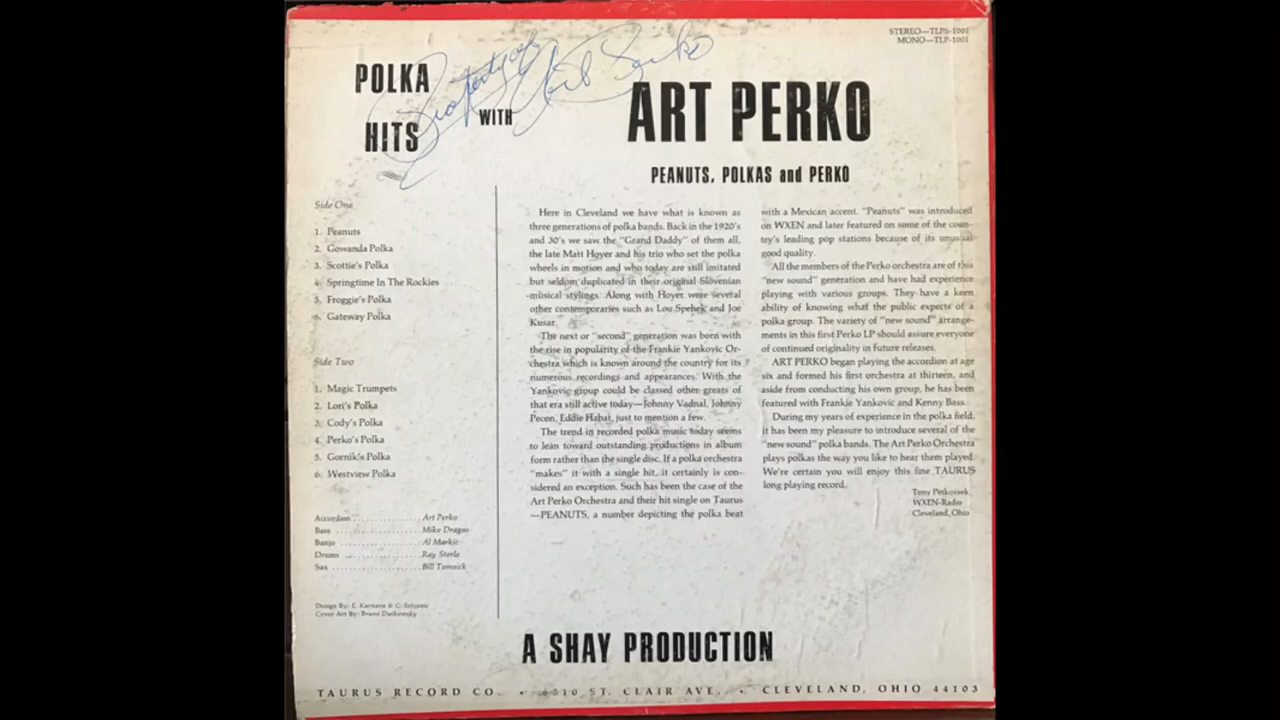 STEREO—TLPS-1001
MONO—TLP-1001
POLKA
HITS
WITH
ART PERKO
PEANUTS, POLKAS and PERKO
Side One
1. Peanuts
2. Gowanda Polka
3. Scottie's Polka
4. Springtime In The Rockies
5. Froggie's Polka
6. Gateway Polka
Side Two
1. Magic Trumpets
2. Lori's Polka
3. Cody's Polka
4. Perko's Polka
5. Gornik's Polka
6. Westview Polka
Accordion . . . . . . . . . . . . . . . Art Perko
Bass . . . . . . . . . . . . . . . . . . . Mike Dragas
Banjo . . . . . . . . . . . . . . . . . . Al Markic
Drums . . . . . . . . . . . . . . . . . Ray Sterle
Sax . . . . . . . . . . . . . . . . . . . . Bill Tomsick
Design By: E. Kurneta & C.
Cover Art By: Bruno Dutkowsky
Here in Cleveland we have what is known as
three generations of polka bands. Back in the 1920's
and 30's we saw the "Grand Daddy" of them all,
the late Matt Hoyer and his trio who set the polka
wheels in motion and who today are still imitated
but seldom duplicated in their original Slovenian
musical stylings. Along with Hoyer were several
other contemporaries such as Lou Spehek and Joe
Kusar.
The next or "second" generation was born with
the rise in popularity of the Frankie Yankovic Or-
chestra which is known around the country for its
numerous recordings and appearances. With the
Yankovic group could be classed other greats of
that era still active today—Johnny Vadnal, Johnny
Pecon, Eddie Habat, just to mention a few.
The trend in recorded polka music today seems
to lean toward outstanding productions in album
form rather than the single disc. If a polka orchestra
"makes" it with a single hit, it certainly is con-
sidered an exception. Such has been the case of the
Art Perko Orchestra and their hit single on Taurus
—PEANUTS, a number depicting the polka beat
with a Mexican accent. "Peanuts" was introduced
on WXEN and later featured on some of the coun-
try's leading pop stations because of its unusual
good quality.
All the members of the Perko orchestra are of this
"new sound" generation and have had experience
playing with various groups. They have a keen
ability of knowing what the public expects of a
polka group. The variety of "new sound" arrange-
ments in this first Perko LP should assure everyone
of continued originality in future releases.
ART PERKO began playing the accordion at age
six and formed his first orchestra at thirteen, and
aside from conducting his own group, he has been
featured with Frankie Yankovic and Kenny Bass.
During my years of experience in the polka field,
it has been my pleasure to introduce several of the
"new sound" polka bands. The Art Perko Orchestra
plays polkas the way you like to hear them played.
We're certain you will enjoy this fine TAURUS
long playing record.
Tony Petkovsek
WXEN-Radio
Cleveland, Ohio
A SHAY PRODUCTION
TAURUS RECORD CO. • ST. CLAIR AVE. • CLEVELAND, OHIO 44103